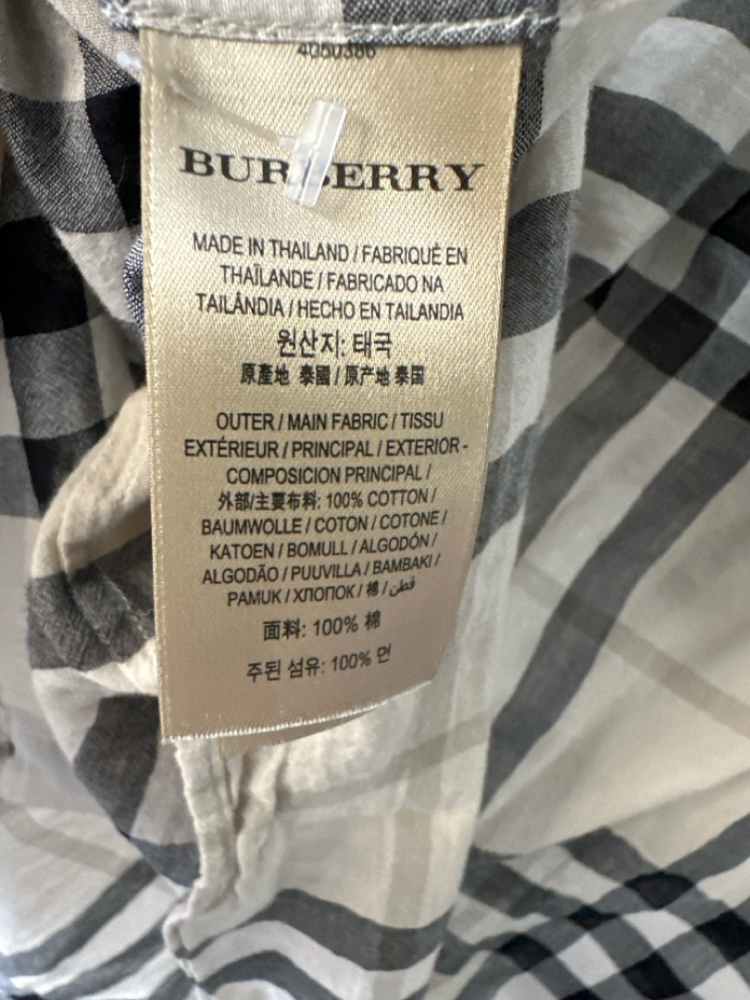 4050386
BURBERRY
MADE IN THAILAND / FABRIQUÉ EN
THAÏLANDE / FABRICADO NA
TAILÂNDIA / HECHO EN TAILANDIA
원산지: 태국
原產地 泰國 / 原产地 泰国
OUTER / MAIN FABRIC / TISSU
EXTÉRIEUR / PRINCIPAL / EXTERIOR -
COMPOSICION PRINCIPAL /
外部/主要布料: 100% COTTON /
BAUMWOLLE / COTON / COTONE /
KATOEN / BOMULL / ALGODÓN /
ALGODÃO / PUUVILLA / BAMBAKI /
PAMUK / ХЛОПОК / 棉 / قطن
面料: 100% 棉
주된 섬유: 100% 면